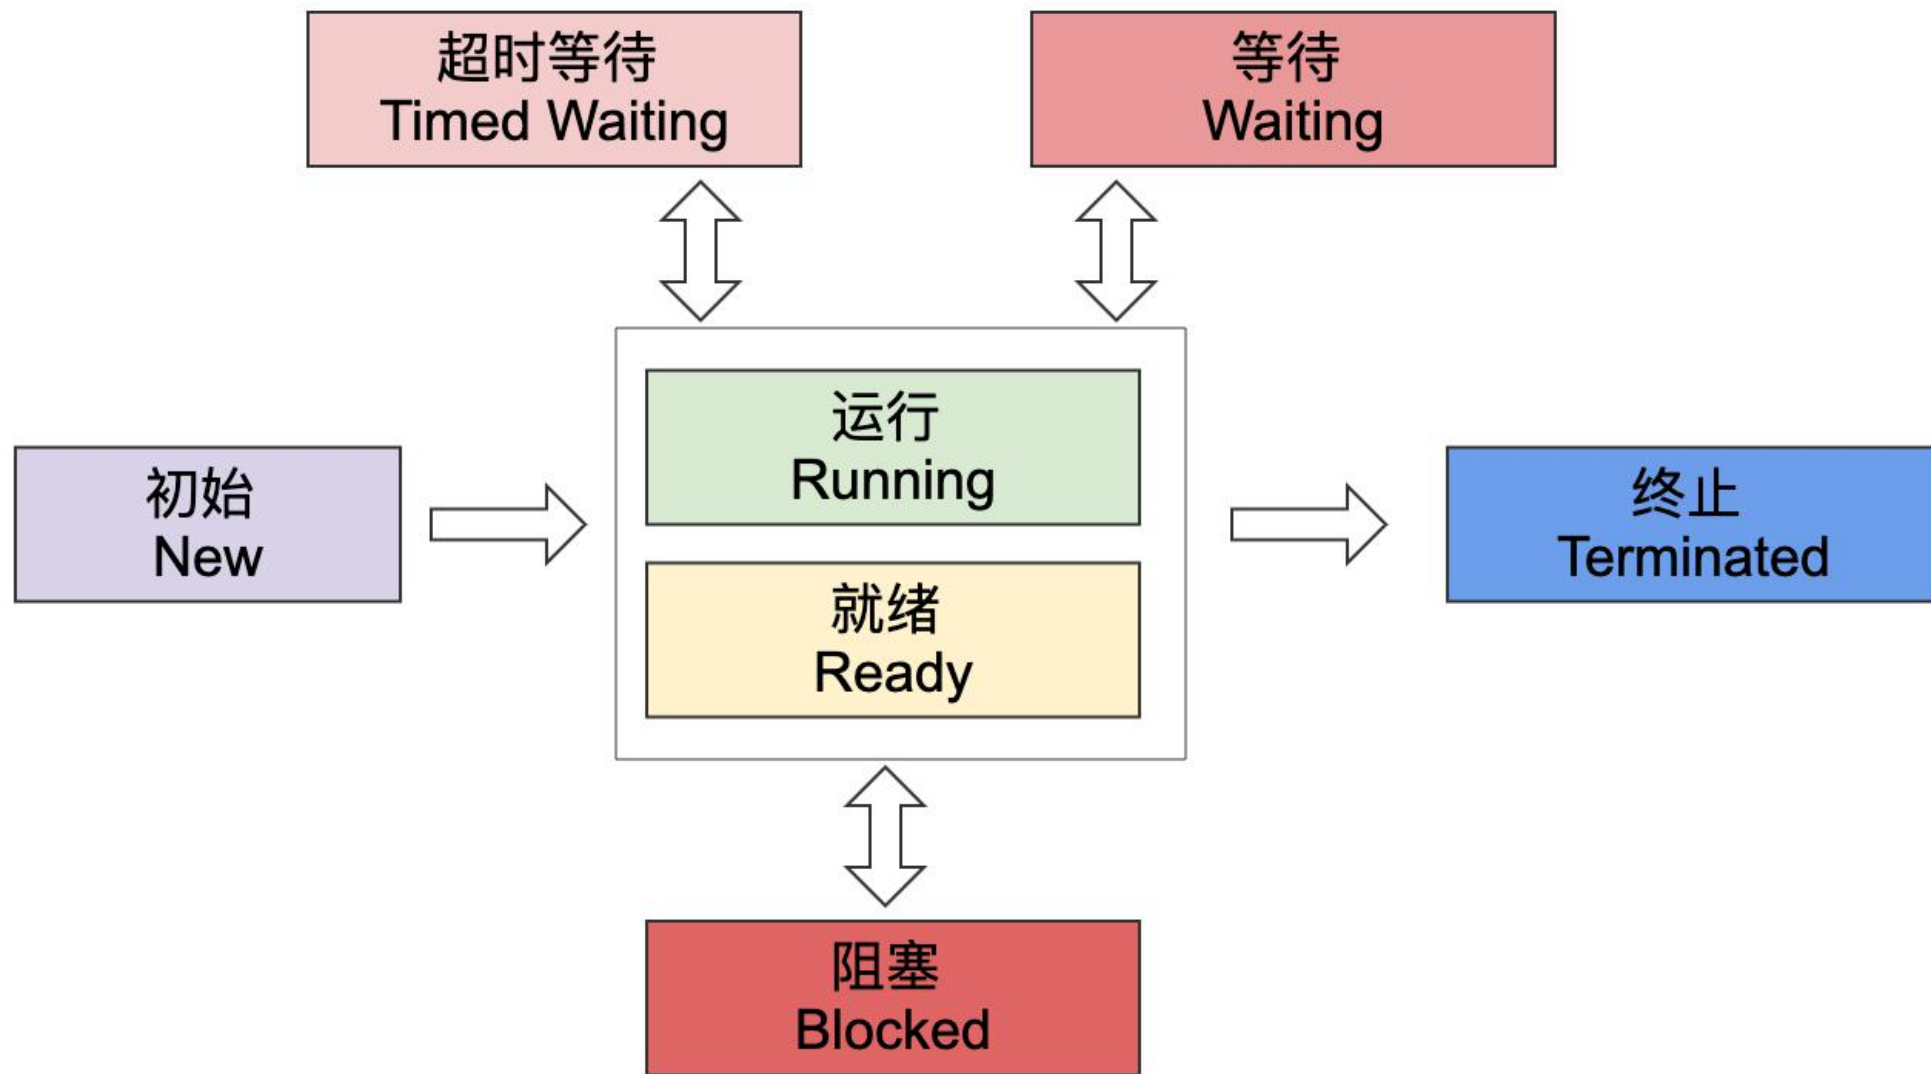 超时等待
Timed Waiting
等待
Waiting
运行
Running
初始
New
终止
Terminated
就绪
Ready
阻塞
Blocked